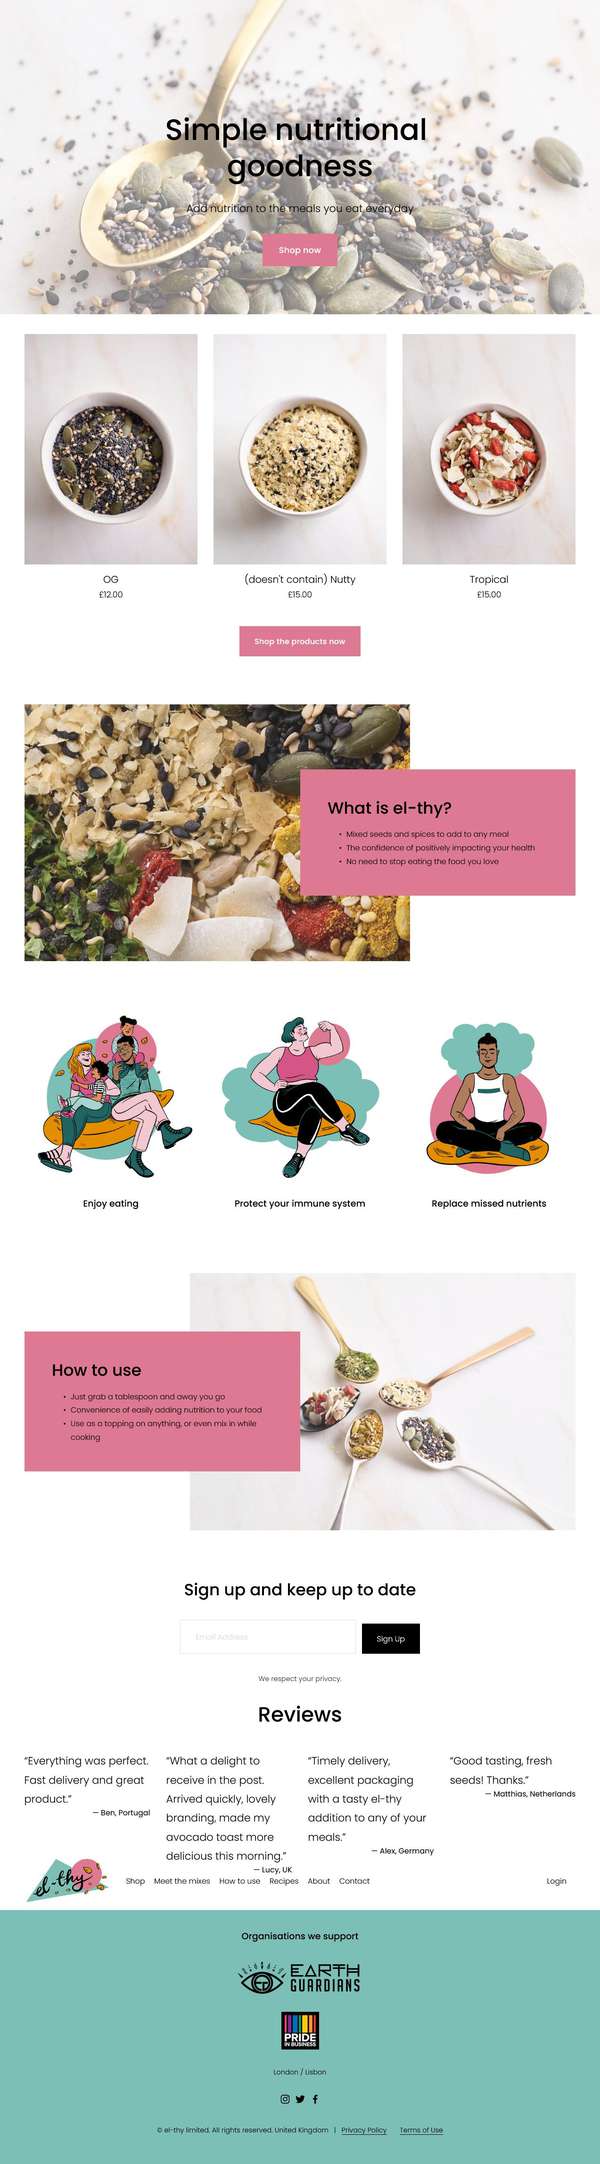 Simple nutritional
goodness
Add nutrition to the meals you eat everyday
Shop now
OG
£12.00
(doesn't contain) Nutty
£15.00
Tropical
£15.00
Shop the products now
What is el-thy?
• Mixed seeds and spices to add to any meal
• The confidence of positively impacting your health
• No need to stop eating the food you love
Enjoy eating
Protect your immune system
Replace missed nutrients
How to use
• Just grab a tablespoon and away you go
• Convenience of easily adding nutrition to your food
• Use as a topping on anything, or even mix in while
cooking
Sign up and keep up to date
Email Address
Sign Up
We respect your privacy.
Reviews
“Everything was perfect.
Fast delivery and great
product.”
— Ben, Portugal
“What a delight to
receive in the post.
Arrived quickly, lovely
branding, made my
avocado toast more
delicious this morning.”
— Lucy, UK
“Timely delivery,
excellent packaging
with a tasty el-thy
addition to any of your
meals.”
— Alex, Germany
“Good tasting, fresh
seeds! Thanks.”
— Matthias, Netherlands
el-thy
Shop Meet the mixes How to use Recipes About Contact
Login
Organisations we support
EARTH
GUARDIANS
PRIDE
IN BUSINESS
London / Lisbon
© el-thy limited. All rights reserved. United Kingdom | Privacy Policy Terms of Use